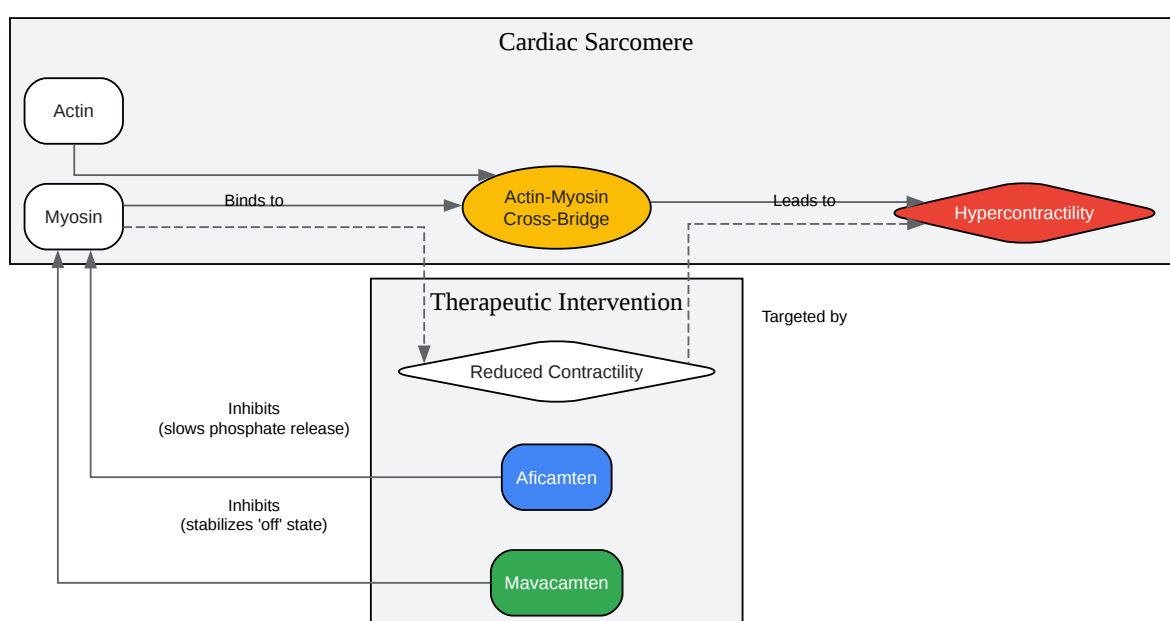 Cardiac Sarcomere
Actin
Myosin
Binds to
Actin-Myosin
Cross-Bridge
Leads to
Hypercontractility
Therapeutic Intervention
Targeted by
Reduced Contractility
Inhibits
(slows phosphate release)
Aficamten
Inhibits
(stabilizes 'off' state)
Mavacamten